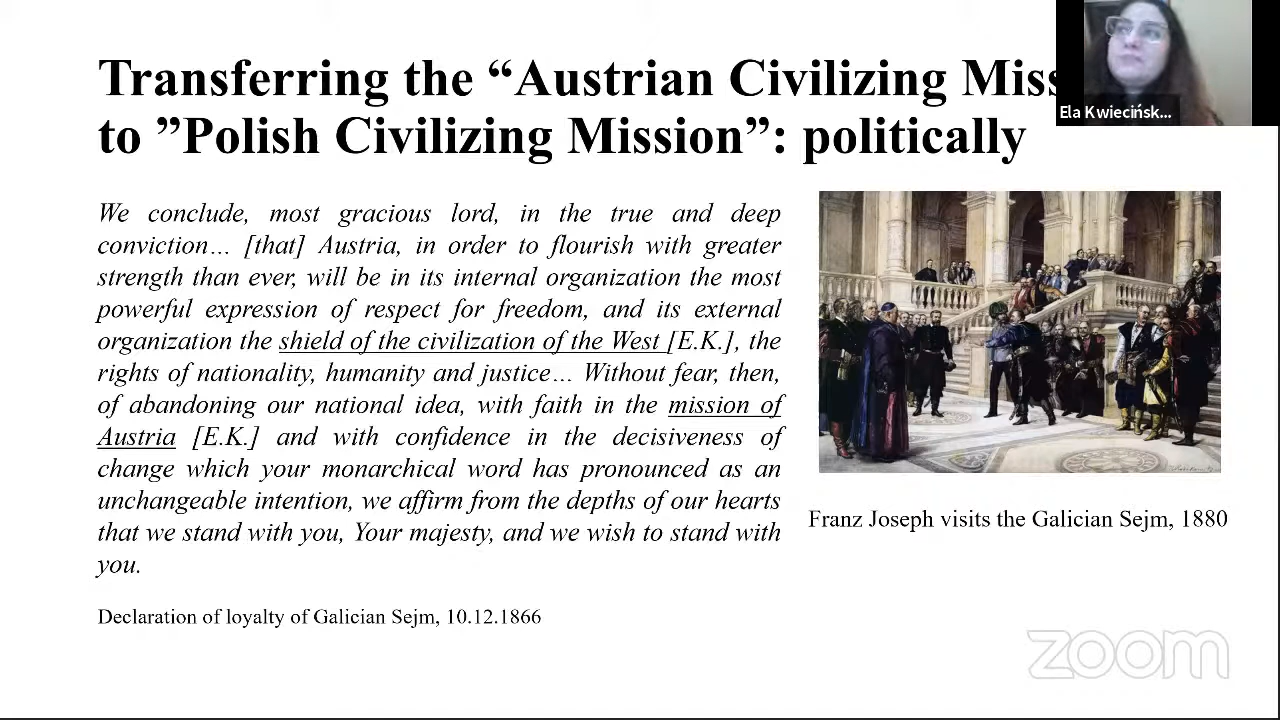 Transferring the “Austrian Civilizing Miss
to ”Polish Civilizing Mission”: politically
Ela Kwiecińsk...
We conclude, most gracious lord, in the true and deep
conviction… [that] Austria, in order to flourish with greater
strength than ever, will be in its internal organization the most
powerful expression of respect for freedom, and its external
organization the shield of the civilization of the West [E.K.], the
rights of nationality, humanity and justice… Without fear, then,
of abandoning our national idea, with faith in the mission of
Austria [E.K.] and with confidence in the decisiveness of
change which your monarchical word has pronounced as an
unchangeable intention, we affirm from the depths of our hearts
that we stand with you, Your majesty, and we wish to stand with
you.
Declaration of loyalty of Galician Sejm, 10.12.1866
Franz Joseph visits the Galician Sejm, 1880
zoom